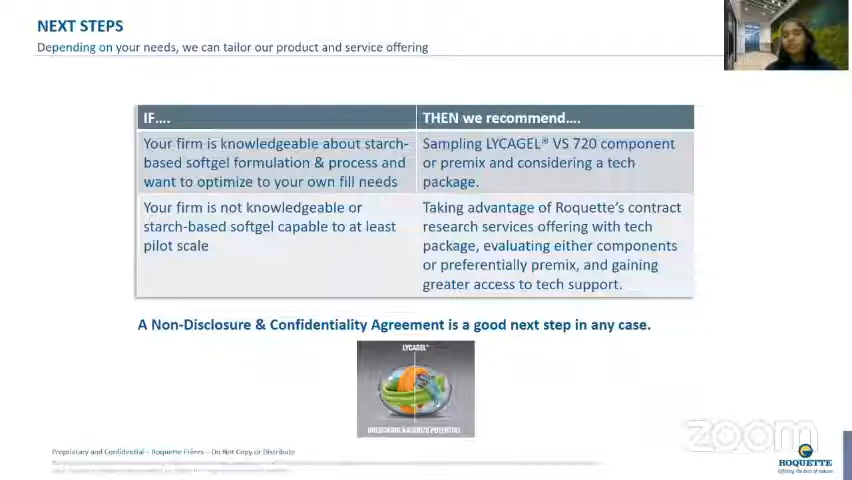 NEXT STEPS
Depending on your needs, we can tailor our product and service offering
IF....
THEN we recommend....
Your firm is knowledgeable about starch-
based softgel formulation & process and
want to optimize to your own fill needs
Sampling LYCAGEL® VS 720 component
or premix and considering a tech
package.
Your firm is not knowledgeable or
starch-based softgel capable to at least
pilot scale
Taking advantage of Roquette's contract
research services offering with tech
package, evaluating either components
or preferentially premix, and gaining
greater access to tech support.
A Non-Disclosure & Confidentiality Agreement is a good next step in any case.
LYCAGEL™
UNLOCKING NATURE'S POTENTIAL
zoom
Proprietary and Confidential – Roquette Frères – Do Not Copy or Distribute
ROQUETTE
Offering the best of nature™